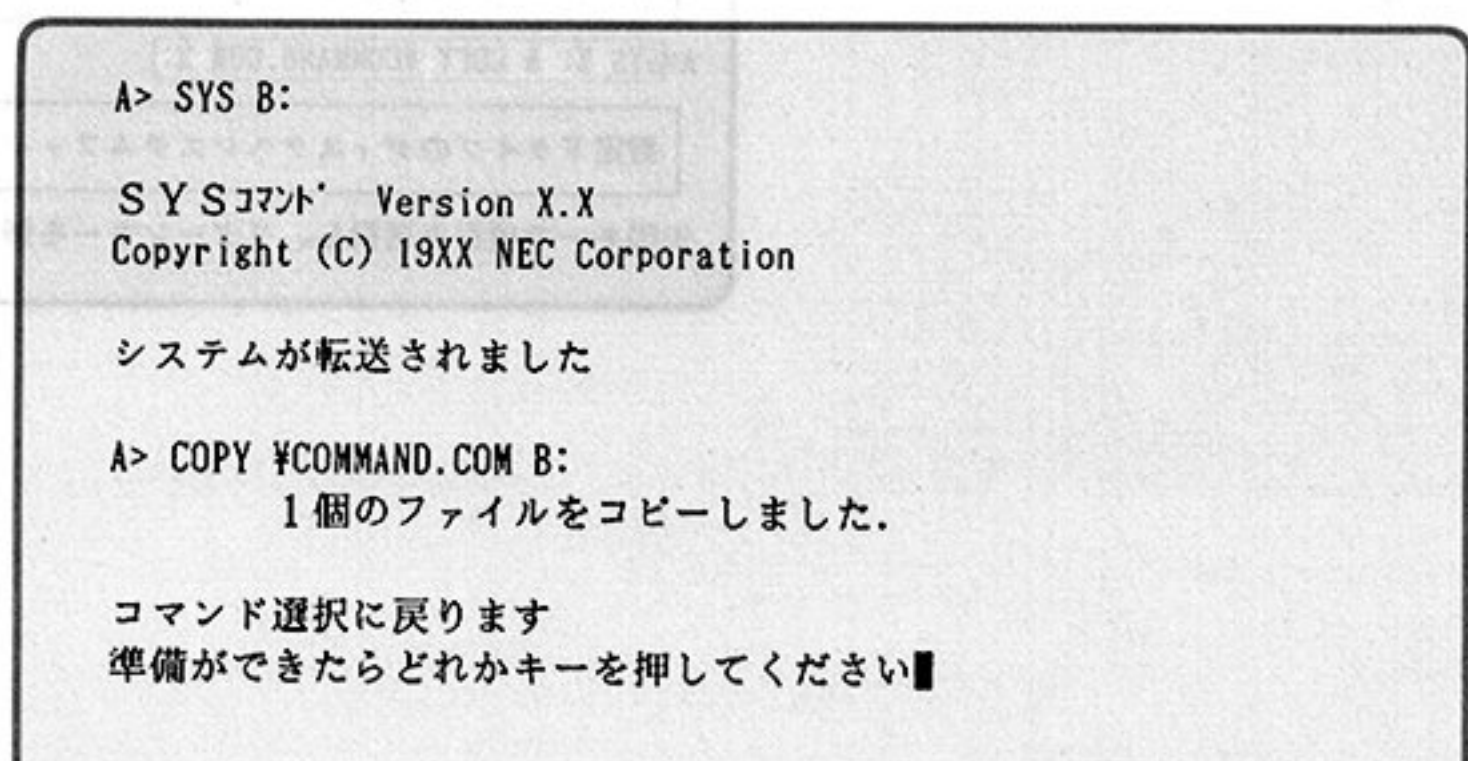 A> SYS B:
ＳＹＳｺﾏﾝﾄﾞ Version X.X
Copyright (C) 19XX NEC Corporation
システムが転送されました
A> COPY ¥COMMAND.COM B:
1個のファイルをコピーしました.
コマンド選択に戻ります
準備ができたらどれかキーを押してください